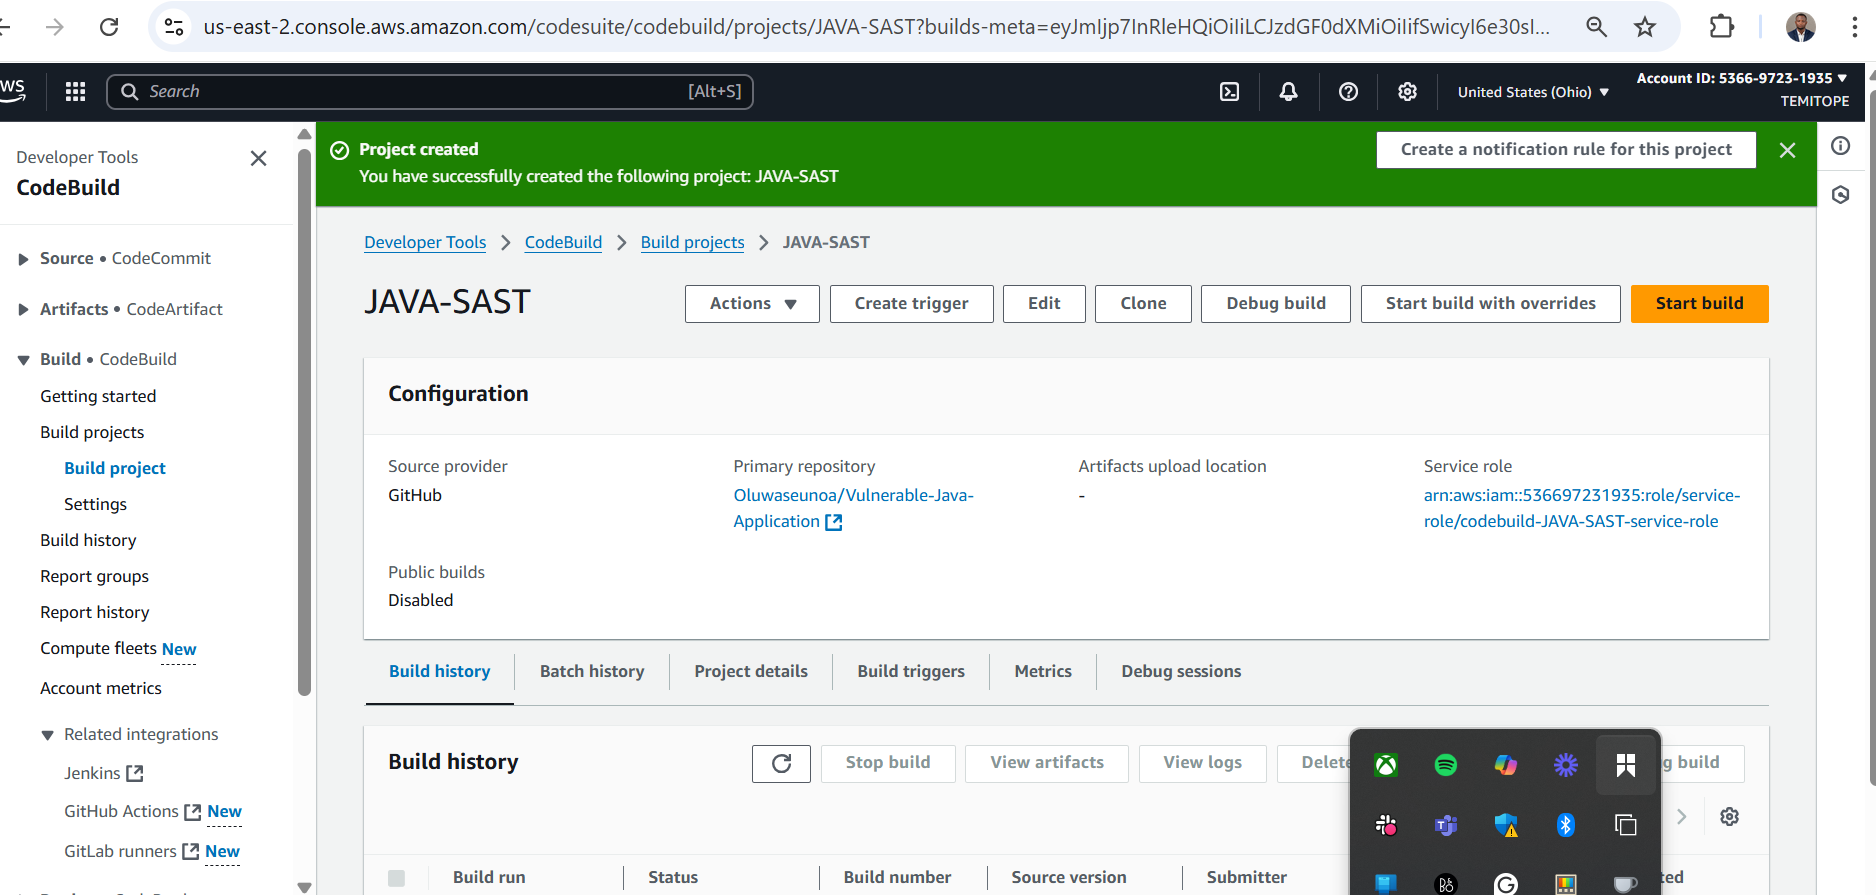 us-east-2.console.aws.amazon.com/codesuite/codebuild/projects/JAVA-SAST?builds-meta=eyJmIjp7InRleHQiOiIiLCJzdGF0dXMiOiIifSwicyI6e30sI...
aws
Search
[Alt+S]
United States (Ohio)
Account ID: 5366-9723-1935
TEMITOPE
Developer Tools
CodeBuild
Source • CodeCommit
Artifacts • CodeArtifact
Build • CodeBuild
Getting started
Build projects
Build project
Settings
Build history
Report groups
Report history
Compute fleets New
Account metrics
Related integrations
Jenkins
GitHub Actions New
GitLab runners New
Project created
You have successfully created the following project: JAVA-SAST
Create a notification rule for this project
Developer Tools
CodeBuild
Build projects
JAVA-SAST
JAVA-SAST
Actions
Create trigger
Edit
Clone
Debug build
Start build with overrides
Start build
Configuration
Source provider
GitHub
Primary repository
Oluwaseunoa/Vulnerable-Java-
Application
Artifacts upload location
-
Service role
arn:aws:iam::536697231935:role/service-
role/codebuild-JAVA-SAST-service-role
Public builds
Disabled
Build history
Batch history
Project details
Build triggers
Metrics
Debug sessions
Build history
Stop build
View artifacts
View logs
Delete
g build
Build run
Status
Build number
Source version
Submitter
ted